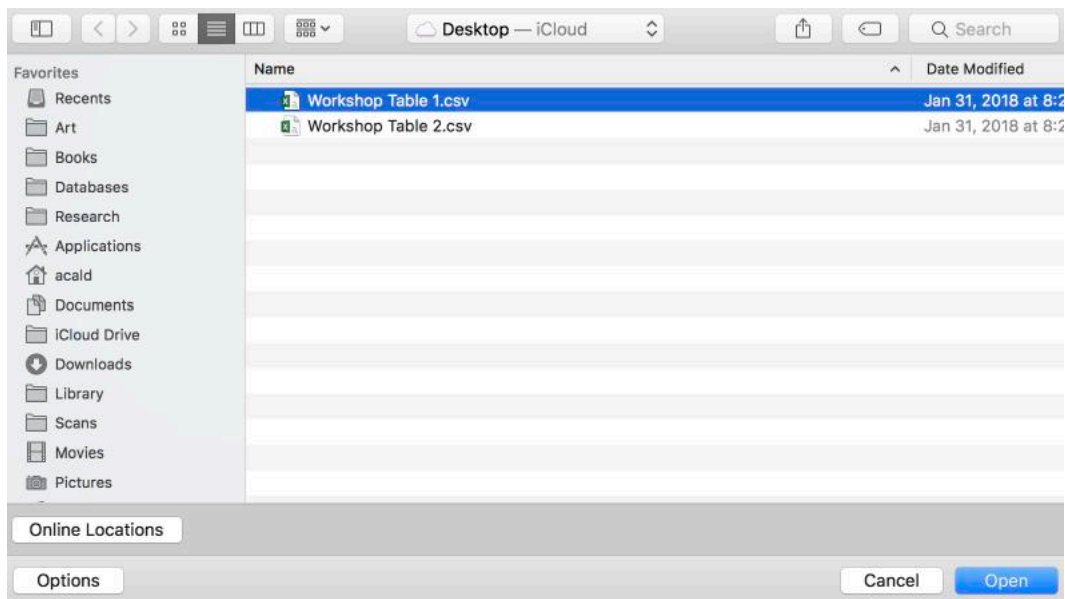 Desktop — iCloud
Search
Favorites
Name
Date Modified
Recents
Workshop Table 1.csv
Jan 31, 2018 at 8:2
Art
Workshop Table 2.csv
Jan 31, 2018 at 8:2
Books
Databases
Research
Applications
acald
Documents
iCloud Drive
Downloads
Library
Scans
Movies
Pictures
Online Locations
Options
Cancel
Open